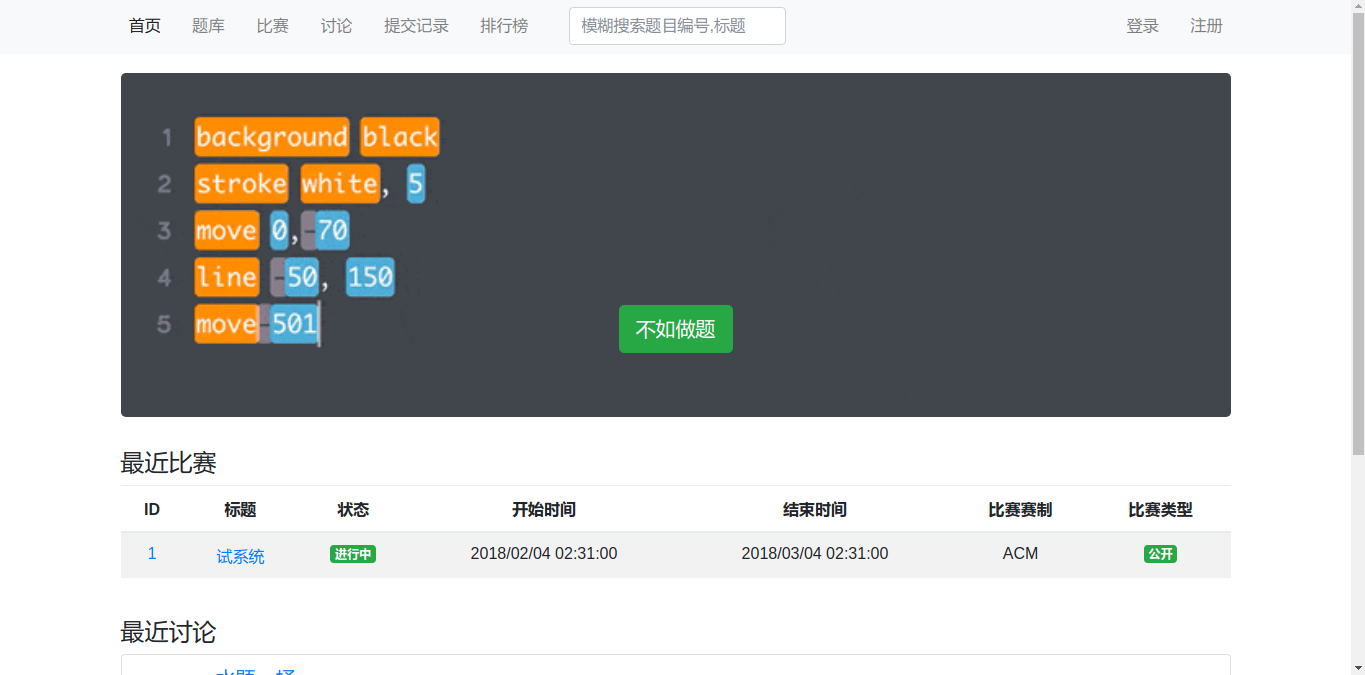 首页 题库 比赛 讨论 提交记录 排行榜 模糊搜索题目编号,标题 登录 注册
1 background black
2 stroke white, 5
3 move 0,-70
4 line -50, 150
5 move-501
不如做题
最近比赛
ID 标题 状态 开始时间 结束时间 比赛赛制 比赛类型
1 试系统 进行中 2018/02/04 02:31:00 2018/03/04 02:31:00 ACM 公开
最近讨论